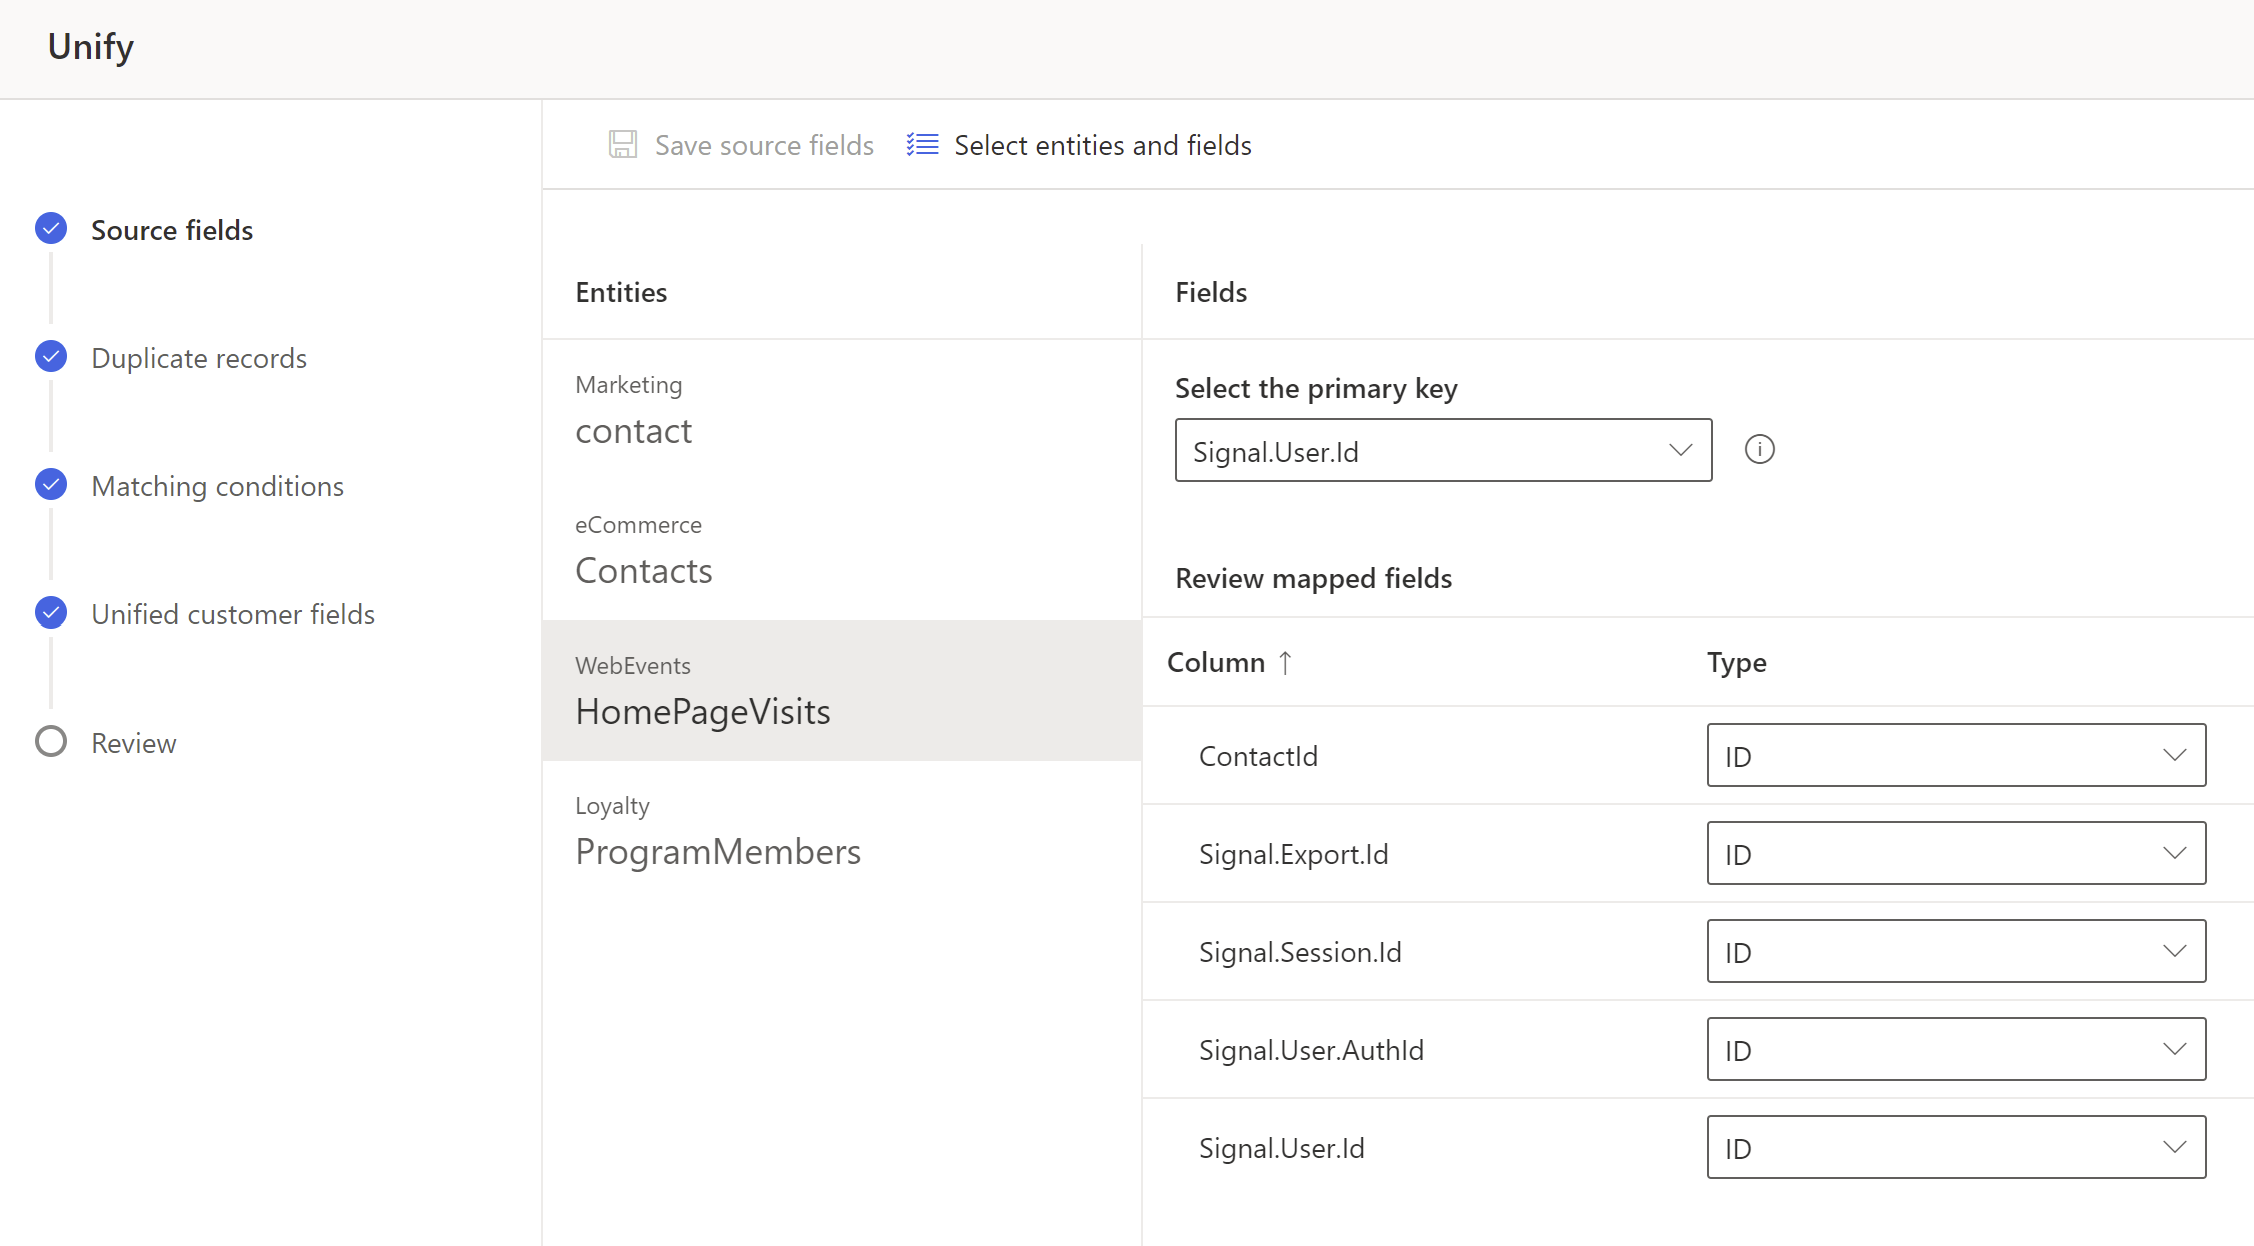 Unify
Save source fields
Select entities and fields
Source fields
Duplicate records
Matching conditions
Unified customer fields
Review
Entities
Marketing
contact
eCommerce
Contacts
WebEvents
HomePageVisits
Loyalty
ProgramMembers
Fields
Select the primary key
Signal.User.Id
Review mapped fields
Column ↑ Type
ContactId ID
Signal.Export.Id ID
Signal.Session.Id ID
Signal.User.AuthId ID
Signal.User.Id ID